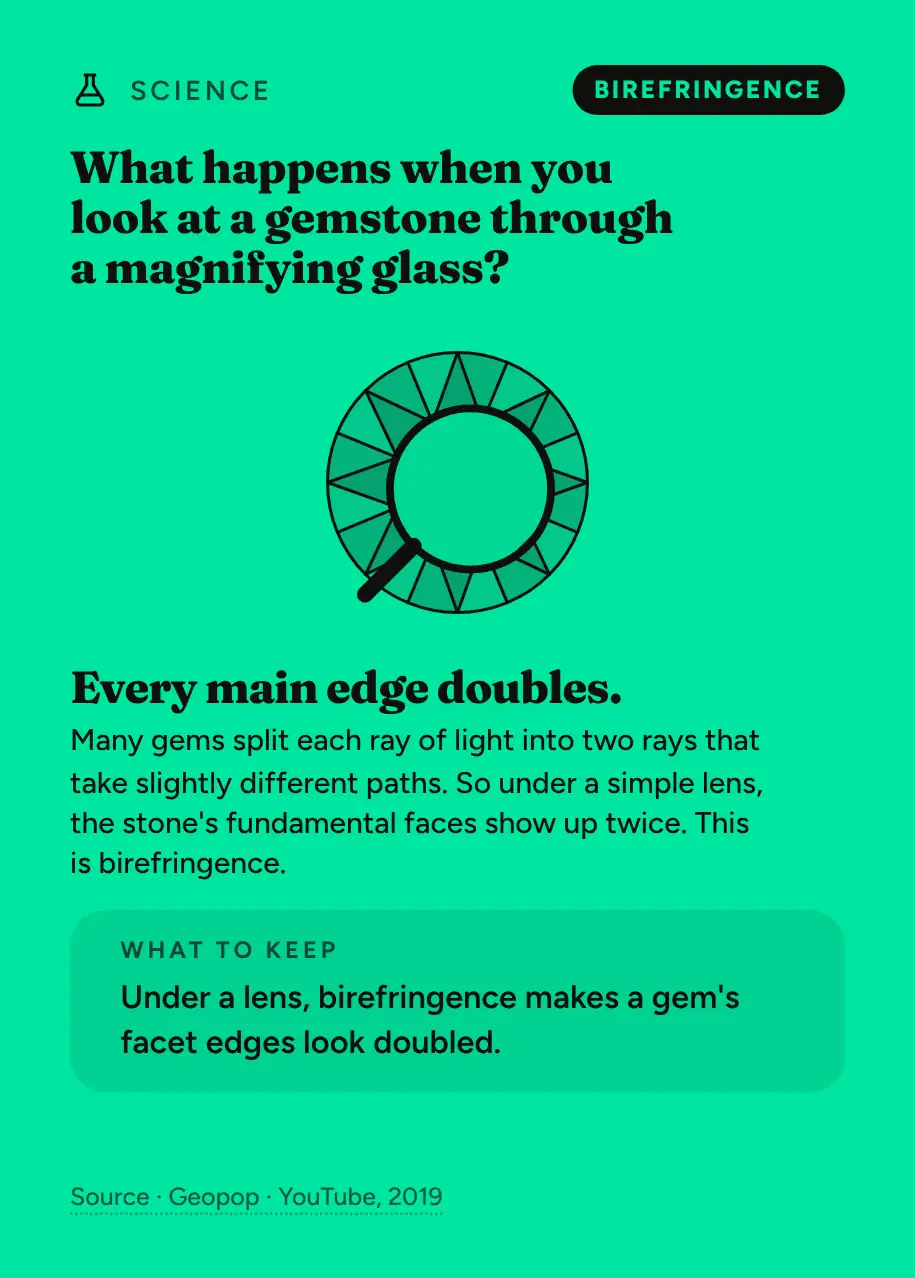 SCIENCE
BIREFRINGENCE
What happens when you
look at a gemstone through
a magnifying glass?
Every main edge doubles.
Many gems split each ray of light into two rays that
take slightly different paths. So under a simple lens,
the stone's fundamental faces show up twice. This
is birefringence.
WHAT TO KEEP
Under a lens, birefringence makes a gem's
facet edges look doubled.
Source · Geopop · YouTube, 2019